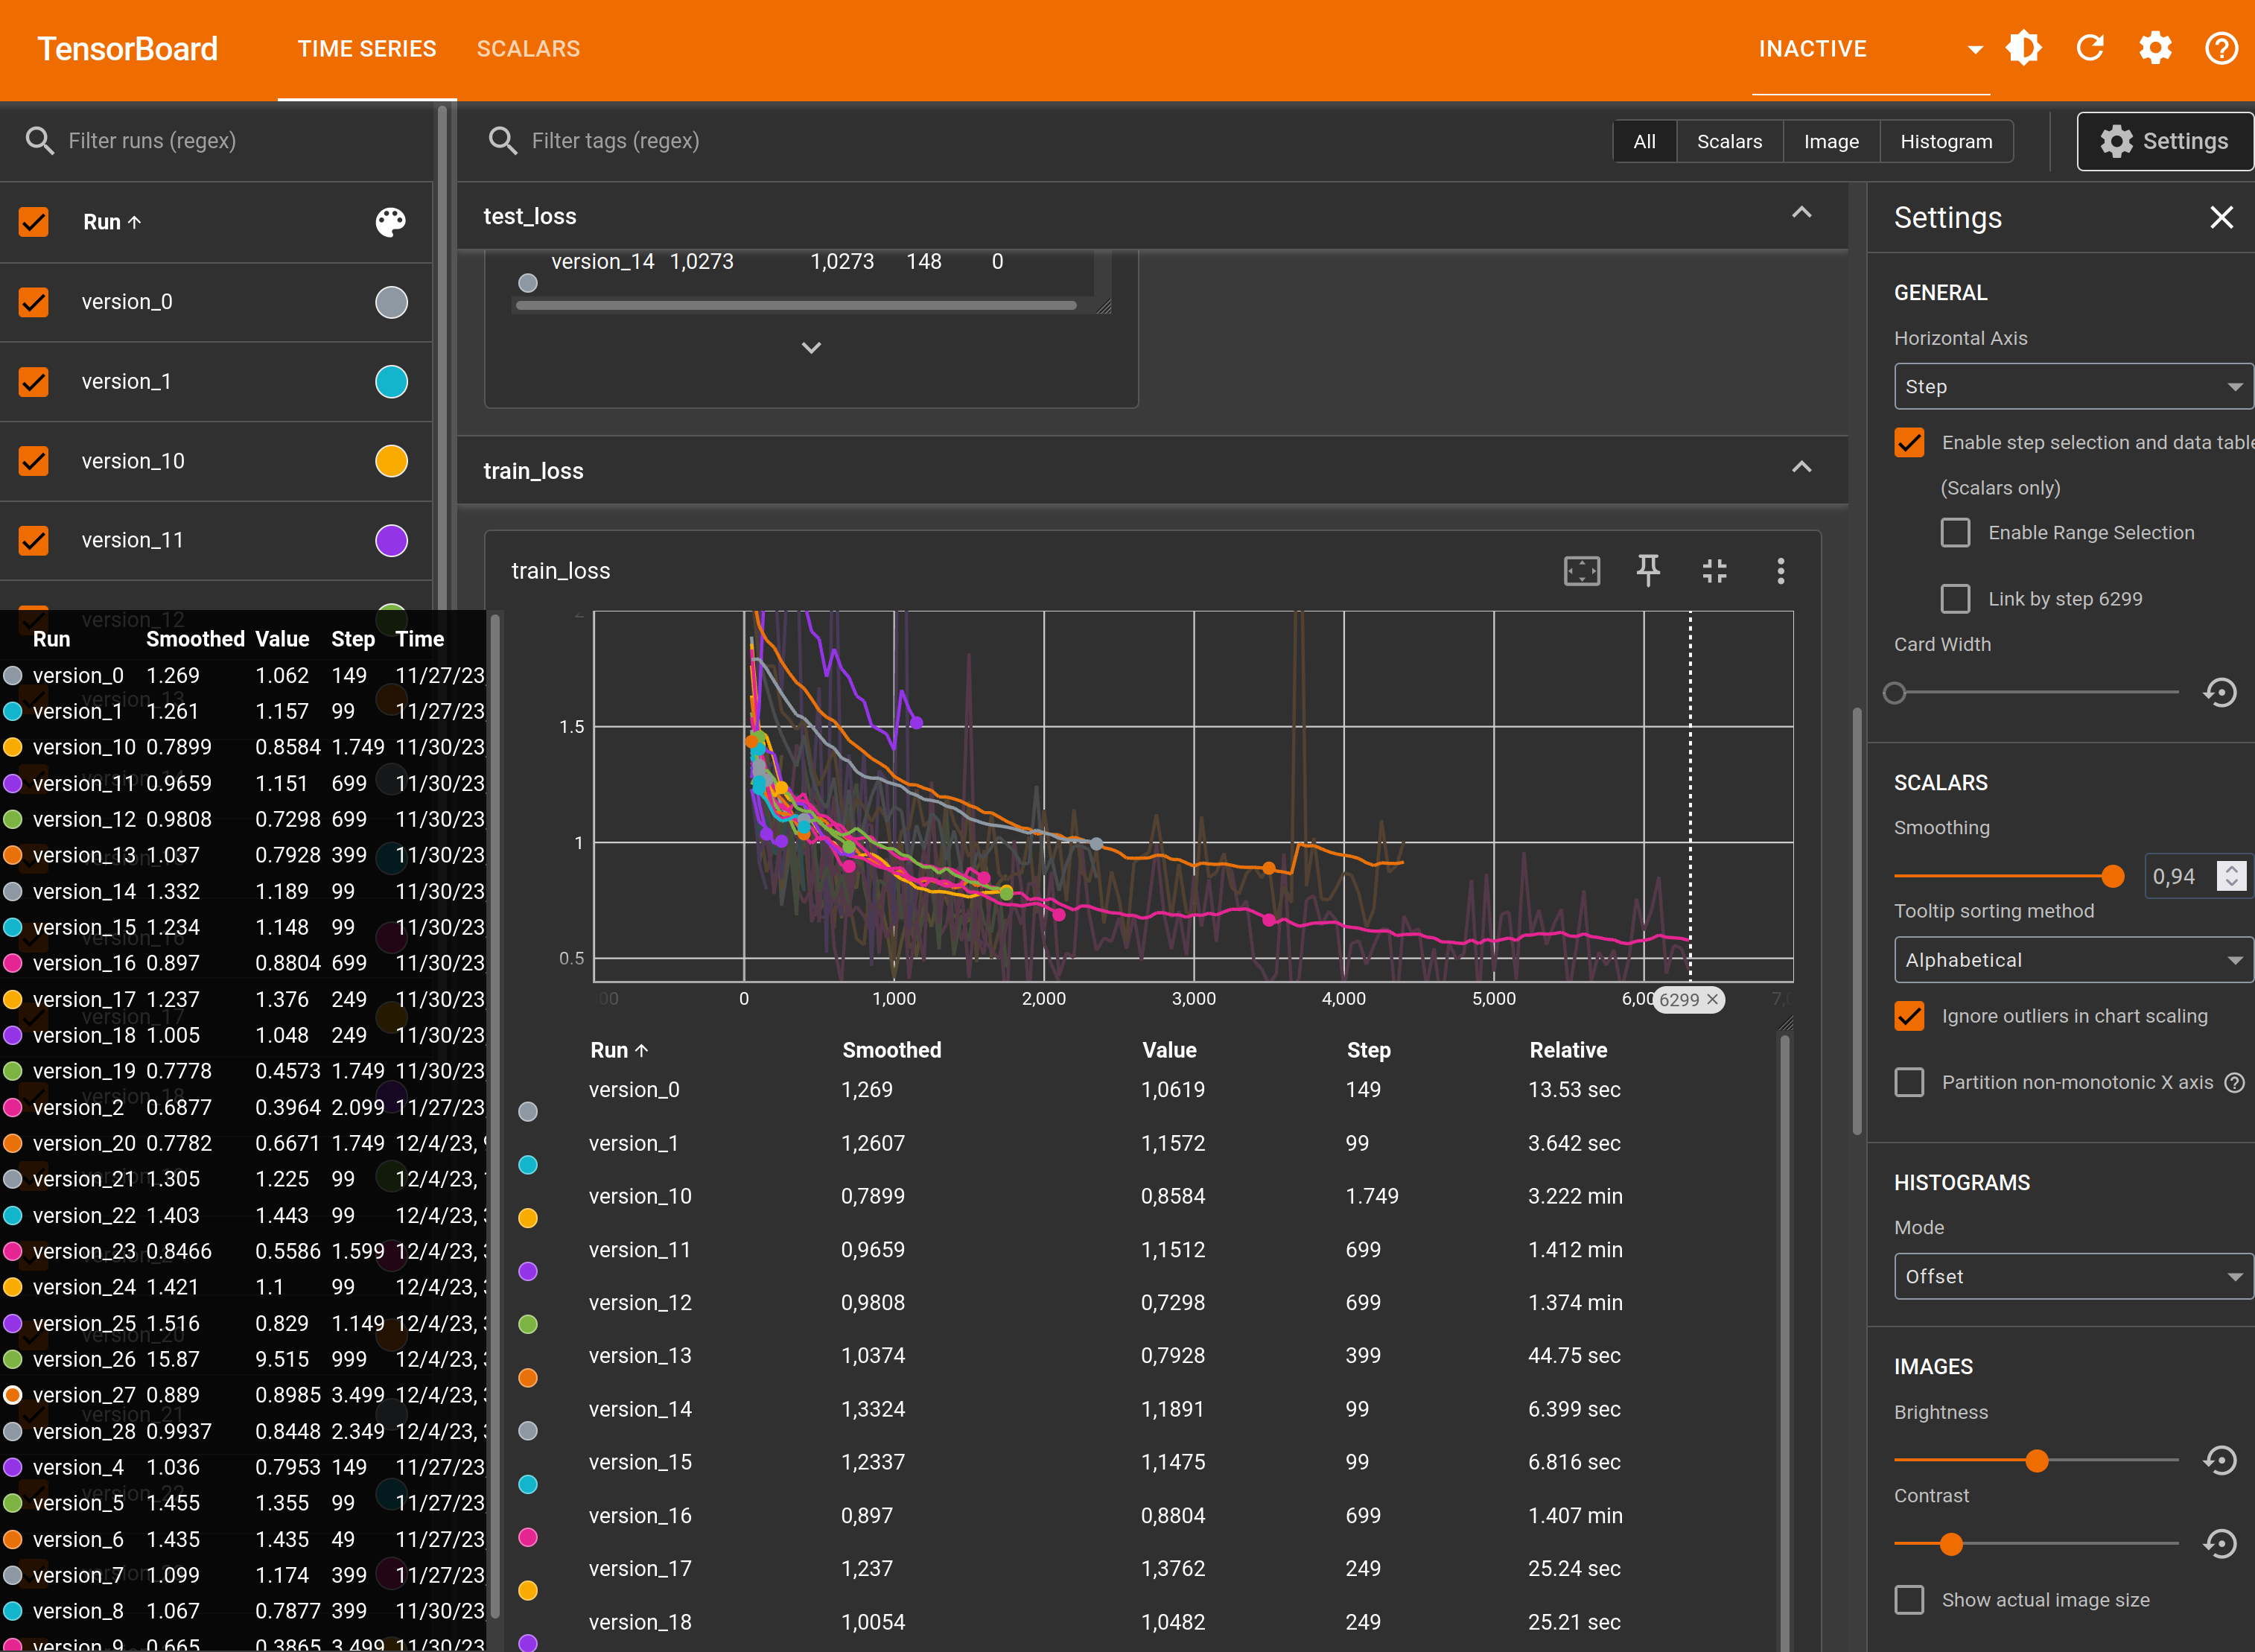 TensorBoard TIME SERIES SCALARS INACTIVE
Filter runs (regex) Filter tags (regex) All Scalars Image Histogram Settings
Run ↑
version_0
version_1
version_10
version_11
version_12
test_loss
version_14 1,0273 1,0273 148 0
train_loss
train_loss
2
1.5
1
0.5
0 1,000 2,000 3,000 4,000 5,000 6299 ×
Run Smoothed Value Step Time
version_0 1.269 1.062 149 11/27/23,
version_1 1.261 1.157 99 11/27/23,
version_10 0.7899 0.8584 1.749 11/30/23,
version_11 0.9659 1.151 699 11/30/23,
version_12 0.9808 0.7298 699 11/30/23,
version_13 1.037 0.7928 399 11/30/23,
version_14 1.332 1.189 99 11/30/23,
version_15 1.234 1.148 99 11/30/23,
version_16 0.897 0.8804 699 11/30/23,
version_17 1.237 1.376 249 11/30/23,
version_18 1.005 1.048 249 11/30/23,
version_19 0.7778 0.4573 1.749 11/30/23,
version_2 0.6877 0.3964 2.099 11/27/23,
version_20 0.7782 0.6671 1.749 12/4/23,
version_21 1.305 1.225 99 12/4/23,
version_22 1.403 1.443 99 12/4/23,
version_23 0.8466 0.5586 1.599 12/4/23,
version_24 1.421 1.1 99 12/4/23,
version_25 1.516 0.829 1.149 12/4/23,
version_26 15.87 9.515 999 12/4/23,
version_27 0.889 0.8985 3.499 12/4/23,
version_28 0.9937 0.8448 2.349 12/4/23,
version_4 1.036 0.7953 149 11/27/23,
version_5 1.455 1.355 99 11/27/23,
version_6 1.435 1.435 49 11/27/23,
version_7 1.099 1.174 399 11/27/23,
version_8 1.067 0.7877 399 11/30/23,
version_9 0.665 0.3865 3.499 11/30/23,
Run ↑ Smoothed Value Step Relative
version_0 1,269 1,0619 149 13.53 sec
version_1 1,2607 1,1572 99 3.642 sec
version_10 0,7899 0,8584 1.749 3.222 min
version_11 0,9659 1,1512 699 1.412 min
version_12 0,9808 0,7298 699 1.374 min
version_13 1,0374 0,7928 399 44.75 sec
version_14 1,3324 1,1891 99 6.399 sec
version_15 1,2337 1,1475 99 6.816 sec
version_16 0,897 0,8804 699 1.407 min
version_17 1,237 1,3762 249 25.24 sec
version_18 1,0054 1,0482 249 25.21 sec
Settings
GENERAL
Horizontal Axis
Step
Enable step selection and data table
(Scalars only)
Enable Range Selection
Link by step 6299
Card Width
SCALARS
Smoothing
0,94
Tooltip sorting method
Alphabetical
Ignore outliers in chart scaling
Partition non-monotonic X axis
HISTOGRAMS
Mode
Offset
IMAGES
Brightness
Contrast
Show actual image size